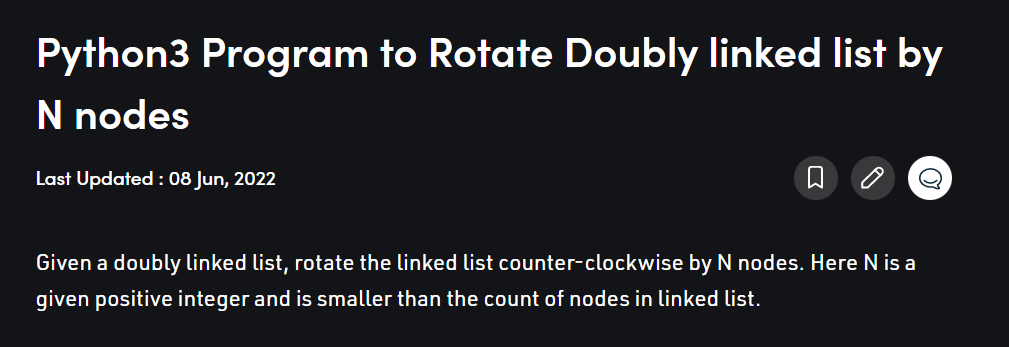 Python3 Program to Rotate Doubly linked list by
N nodes
Last Updated : 08 Jun, 2022
Given a doubly linked list, rotate the linked list counter-clockwise by N nodes. Here N is a
given positive integer and is smaller than the count of nodes in linked list.